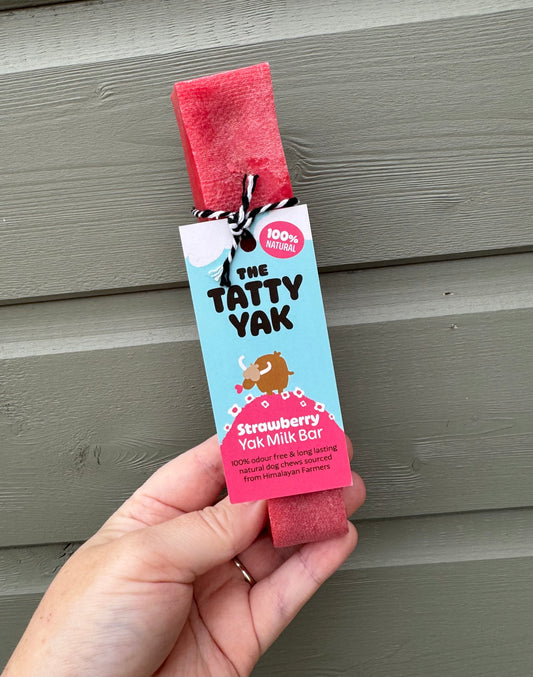 100%
NATURAL
THE
TATTY
YAK
Strawberry
Yak Milk Bar
100% odour free & long lasting
natural dog chews sourced
from Himalayan Farmers